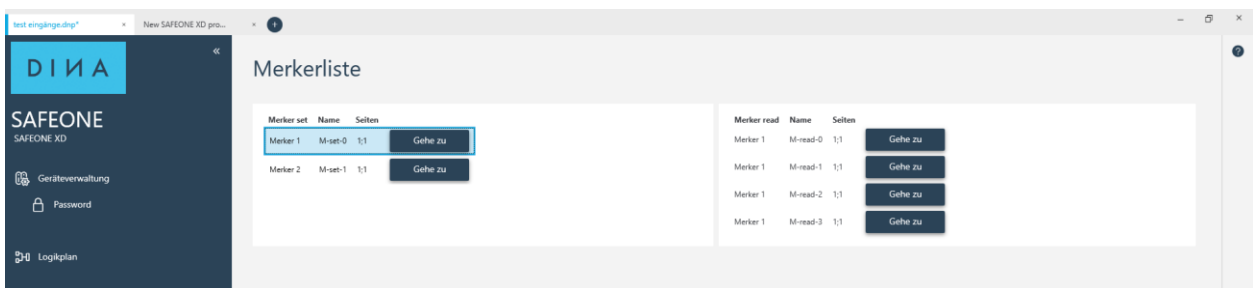 test eingänge.dnp*
New SAFEONE XD pro...
DINA
Merkerliste
SAFEONE
SAFEONE XD
Merker set Name Seiten
Merker 1 M-set-0 1;1 Gehe zu
Merker 2 M-set-1 1;1 Gehe zu
Merker read Name Seiten
Merker 1 M-read-0 1;1 Gehe zu
Merker 1 M-read-1 1;1 Gehe zu
Merker 1 M-read-2 1;1 Gehe zu
Merker 1 M-read-3 1;1 Gehe zu
Geräteverwaltung
Password
Logikplan